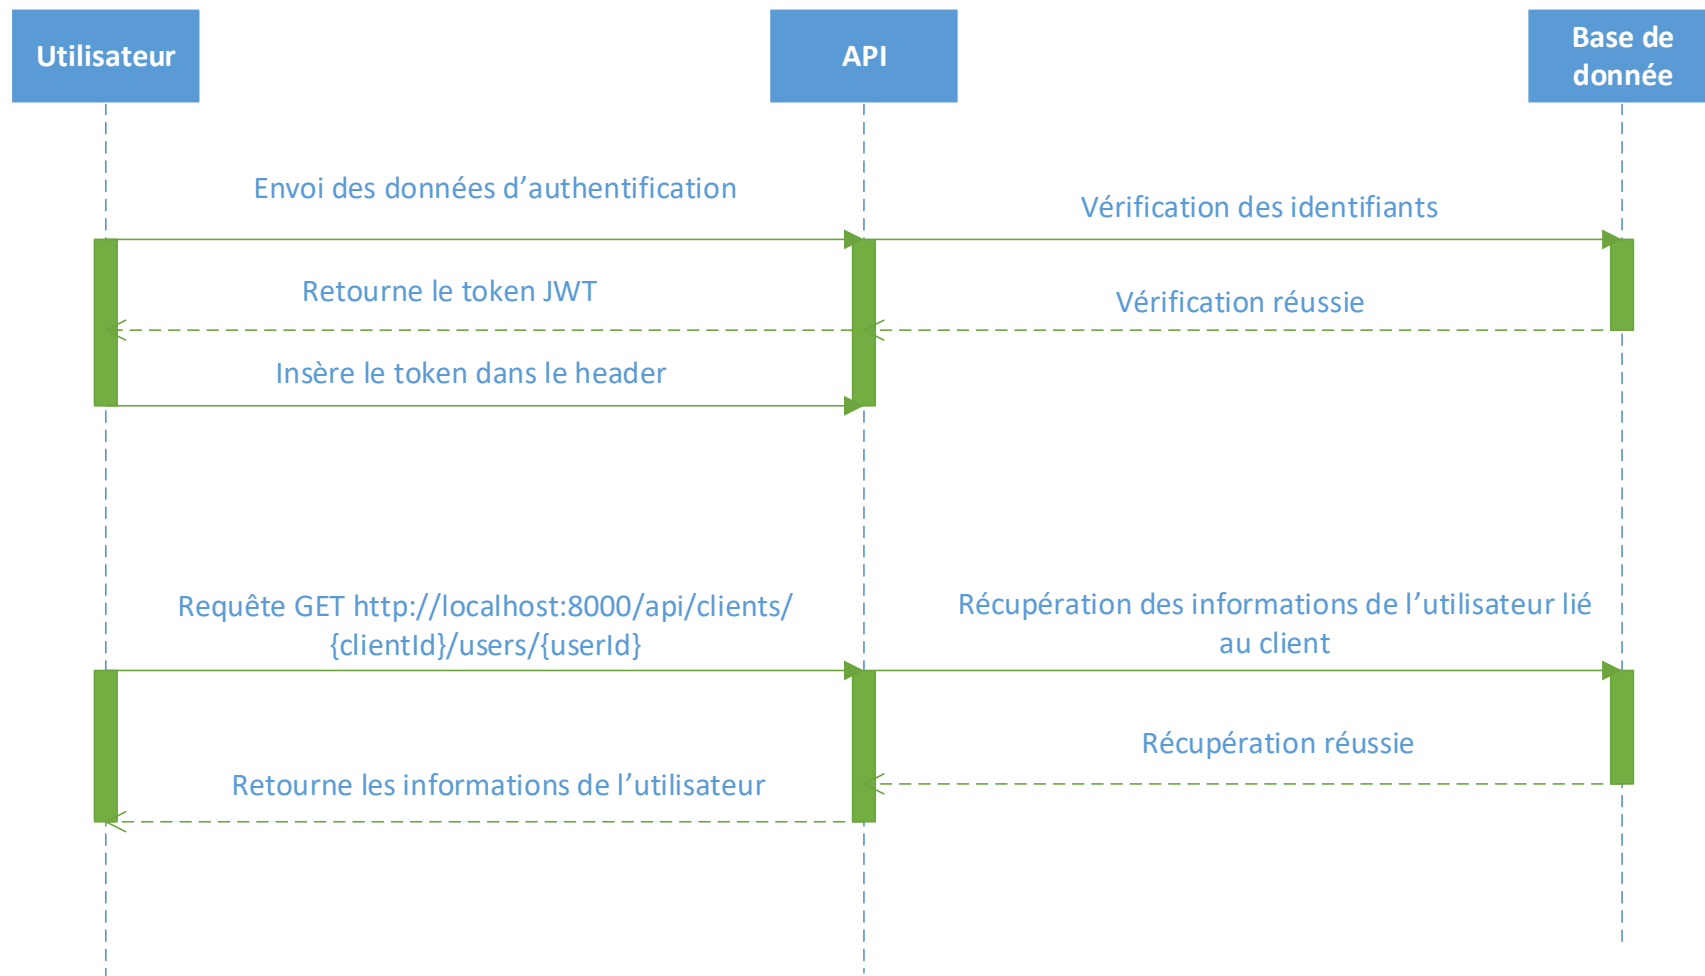 Utilisateur
API
Base de
donnée
Envoi des données d’authentification
Vérification des identifiants
Retourne le token JWT
Vérification réussie
Insère le token dans le header
Requête GET http://localhost:8000/api/clients/
{clientId}/users/{userId}
Récupération des informations de l’utilisateur lié
au client
Récupération réussie
Retourne les informations de l’utilisateur